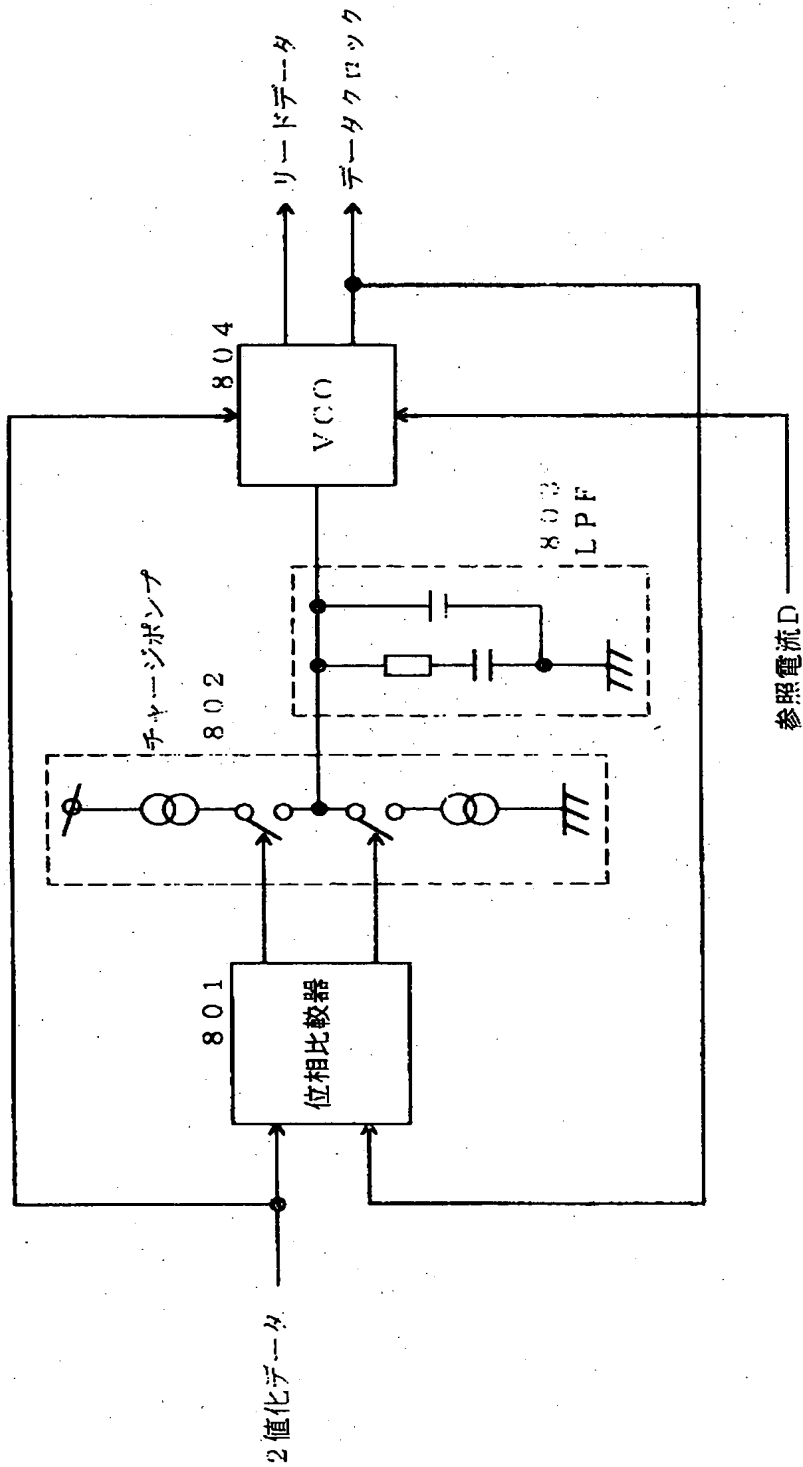 2値化データ
801
位相比較器
チャージポンプ
802
803
LPF
804
VCO
リードデータ
データクロック
参照電流D